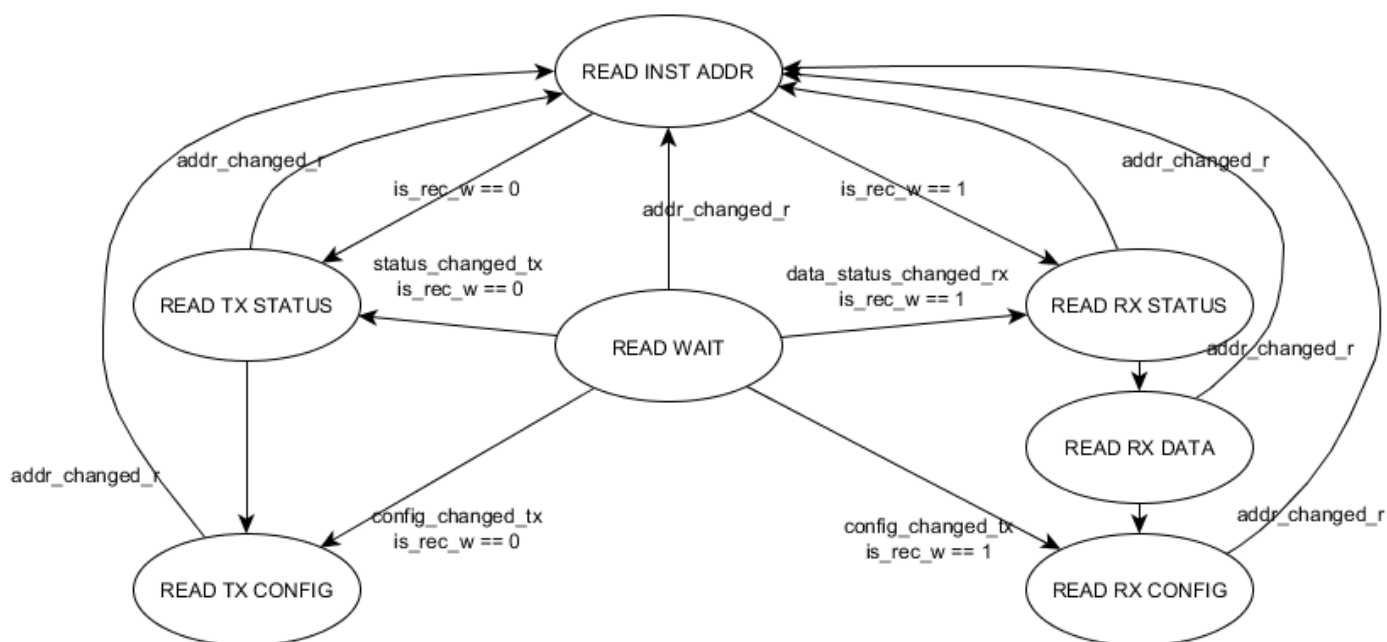 READ INST ADDR
addr_changed_r
addr_changed_r
is_rec_w == 0
is_rec_w == 1
addr_changed_r
status_changed_tx
is_rec_w == 0
data_status_changed_rx
is_rec_w == 1
READ TX STATUS
READ RX STATUS
READ WAIT
addr_changed_r
READ RX DATA
addr_changed_r
config_changed_tx
is_rec_w == 0
config_changed_tx
is_rec_w == 1
addr_changed_r
READ TX CONFIG
READ RX CONFIG